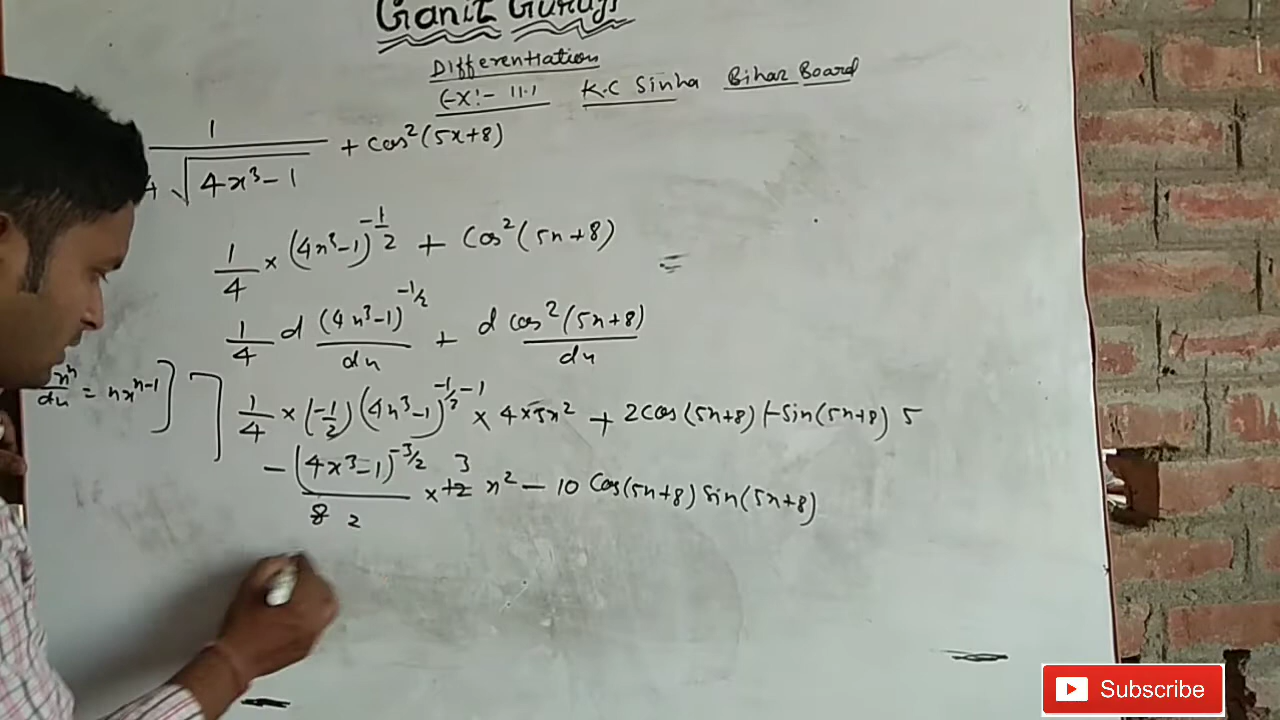 Ganit Guruji
Differentiation
Ex:- 11.1 K.C Sinha Bihar Board
1/4√(4x³-1) + cos²(5x+8)
1/4 × (4x³-1)^(-1/2) + Cos²(5x+8) =
1/4 d(4x³-1)^(-1/2)/dx + d cos²(5x+8)/dx
xⁿ/dx = nxⁿ⁻¹]
1/4 × (-1/2)(4x³-1)^(-1/2-1) × 4×3x² + 2cos(5x+8)(-sin(5x+8) 5
-(4x³-1)^(-3/2)/8 2 × 12 3 x² - 10 Cos(5x+8) Sin(5x+8)
Subscribe